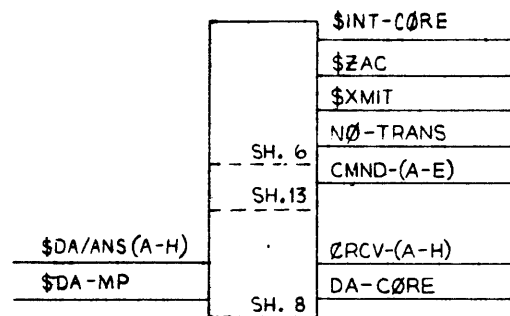 $INT-CØRE
$ZAC
$XMIT
NØ-TRANS
SH. 6
CMND-(A-E)
SH.13
$DA/ANS(A-H)
ØRCV-(A-H)
$DA-MP
DA-CØRE
SH. 8